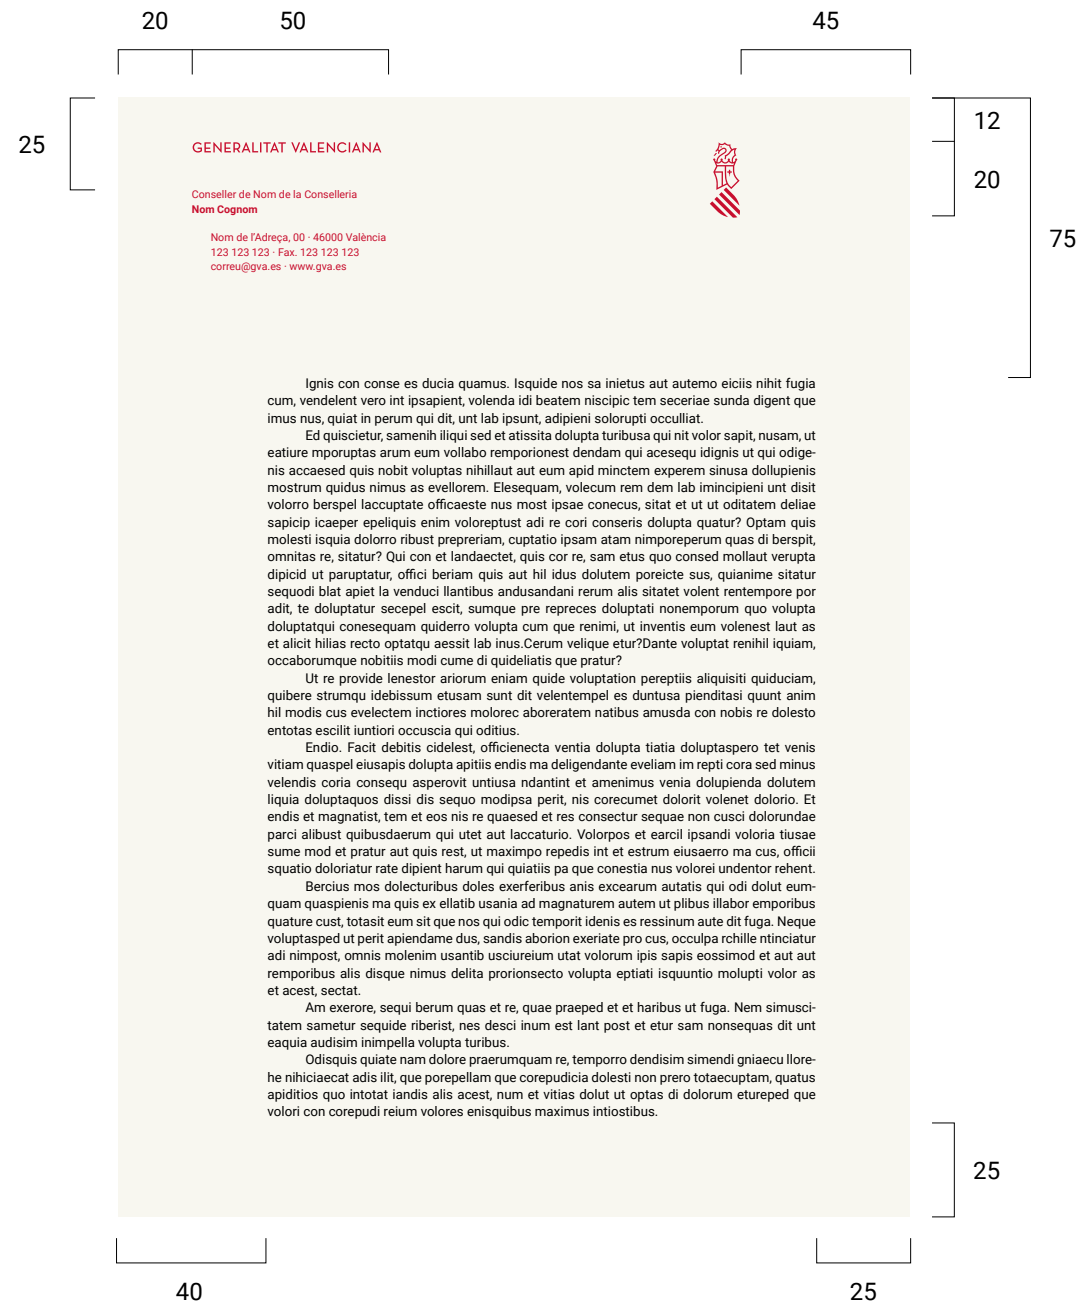 20
50
45
25
12
20
75
GENERALITAT VALENCIANA
Conseller de Nom de la Conselleria
Nom Cognom
Nom de l'Adreça, 00 · 46000 València
123 123 123 · Fax. 123 123 123
correu@gva.es · www.gva.es
Ignis con conse es ducia quamus. Isquide nos sa inietus aut autemo eiciis nihit fugia
cum, vendelent vero int ipsapient, volenda idi beatem niscipic tem seceriae sunda digent que
imus nus, quiat in perum qui dit, unt lab ipsunt, adipieni solorupti occulliat.
Ed quiscietur, samenih iliqui sed et atissita dolupta turibusa qui nit volor sapit, nusam, ut
eatiure mporuptas arum eum vollabo remporionest dendam qui acesequ idignis ut qui odige-
nis accaesed quis nobit voluptas nihillaut aut eum apid minctem experem sinusa dollupienis
mostrum quidus nimus as evellorem. Elesequam, volecum rem dem lab imincipieni unt disit
volorro berspel laccuptate officaeste nus most ipsae conecus, sitat et ut ut oditatem deliae
sapicip icaeper epeliquis enim voloreptust adi re cori conseris dolupta quatur? Optam quis
molesti isquia dolorro ribust prepreriam, cuptatio ipsam atam nimporeperum quas di berspit,
omnitas re, sitatur? Qui con et landaectet, quis cor re, sam etus quo consed mollaut verupta
dipicid ut paruptatur, offici beriam quis aut hil idus dolutem poreicte sus, quianime sitatur
sequodi blat apiet la venduci llantibus andusandani rerum alis sitatet volent rentempore por
adit, te doluptatur secepel escit, sumque pre repreces doluptati nonemporum quo volupta
doluptatqui conesequam quiderro volupta cum que renimi, ut inventis eum volenest laut as
et alicit hilias recto optatqu aessit lab inus.Cerum velique etur?Dante voluptat renihil iquiam,
occaborumque nobitiis modi cume di quideliatis que pratur?
Ut re provide lenestor ariorum eniam quide voluptation pereptiis aliquisiti quiduciam,
quibere strumqu idebissum etusam sunt dit velentempel es duntusa pienditasi quunt anim
hil modis cus evelectem inctiores molorec aboreratem natibus amusda con nobis re dolesto
entotas escilit iuntiori occuscia qui oditius.
Endio. Facit debitis cidelest, officienecta ventia dolupta tiatia doluptaspero tet venis
vitiam quaspel eiusapis dolupta apitiis endis ma deligendante eveliam im repti cora sed minus
velendis coria consequ asperovit untiusa ndantint et amenimus venia dolupienda dolutem
liquia doluptaquos dissi dis sequo modipsa perit, nis corecumet dolorit volenet dolorio. Et
endis et magnatist, tem et eos nis re quaesed et res consectur sequae non cusci dolorundae
parci alibust quibusdaerum qui utet aut laccaturio. Volorpos et earcil ipsandi voloria tiusae
sume mod et pratur aut quis rest, ut maximpo repedis int et estrum eiusaerro ma cus, officii
squatio doloriatur rate dipient harum qui quiatiis pa que conestia nus volorei undentor rehent.
Bercius mos dolecturibus doles exerferibus anis excearum autatis qui odi dolut eum-
quam quaspienis ma quis ex ellatib usania ad magnaturem autem ut plibus illabor emporibus
quature cust, totasit eum sit que nos qui odic temporit idenis es ressinum aute dit fuga. Neque
voluptasped ut perit apiendame dus, sandis aborion exeriate pro cus, occulpa rchille ntinciatur
adi nimpost, omnis molenim usantib usciureium utat volorum ipis sapis eossimod et aut aut
remporibus alis disque nimus delita prorionsecto volupta eptiati isquuntio molupti volor as
et acest, sectat.
Am exerore, sequi berum quas et re, quae praeped et et haribus ut fuga. Nem simusci-
tatem sametur sequide riberist, nes desci inum est lant post et etur sam nonsequas dit unt
eaquia audisim inimpella volupta turibus.
Odisquis quiate nam dolore praerumquam re, temporro dendisim simendi gniaecu llore-
he nihiciaecat adis ilit, que porepellam que corepudicia dolesti non prero totaecuptam, quatus
apiditios quo intotat iandis alis acest, num et vitias dolut ut optas di dolorum etureped que
volori con corepudi reium volores enisquibus maximus intiostibus.
25
40
25